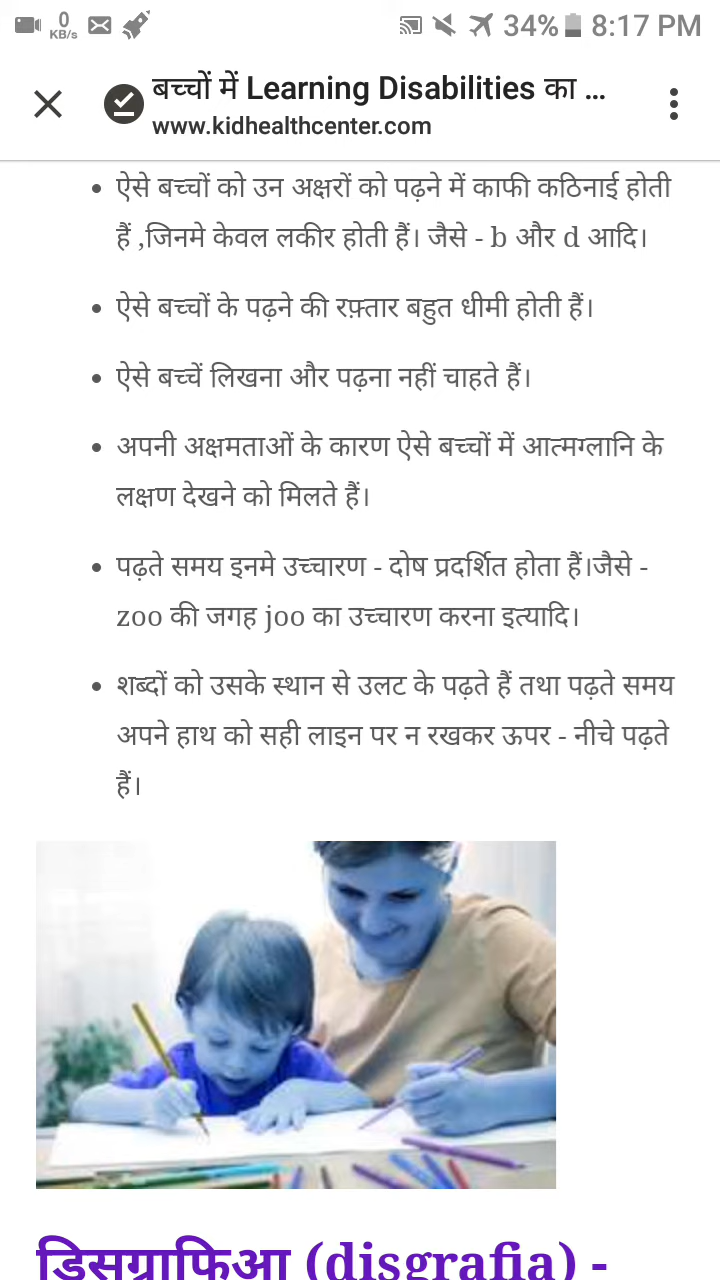 0
KB/s
34%
8:17 PM
बच्चों में Learning Disabilities का ...
www.kidhealthcenter.com
• ऐसे बच्चों को उन अक्षरों को पढ़ने में काफी कठिनाई होती
हैं ,जिनमे केवल लकीर होती हैं। जैसे - b और d आदि।
• ऐसे बच्चों के पढ़ने की रफ़्तार बहुत धीमी होती हैं।
• ऐसे बच्चें लिखना और पढ़ना नहीं चाहते हैं।
• अपनी अक्षमताओं के कारण ऐसे बच्चों में आत्मग्लानि के
लक्षण देखने को मिलते हैं।
• पढ़ते समय इनमे उच्चारण - दोष प्रदर्शित होता हैं।जैसे -
zoo की जगह joo का उच्चारण करना इत्यादि।
• शब्दों को उसके स्थान से उलट के पढ़ते हैं तथा पढ़ते समय
अपने हाथ को सही लाइन पर न रखकर ऊपर - नीचे पढ़ते
हैं।
डिसग्राफिआ (disgrafia) -